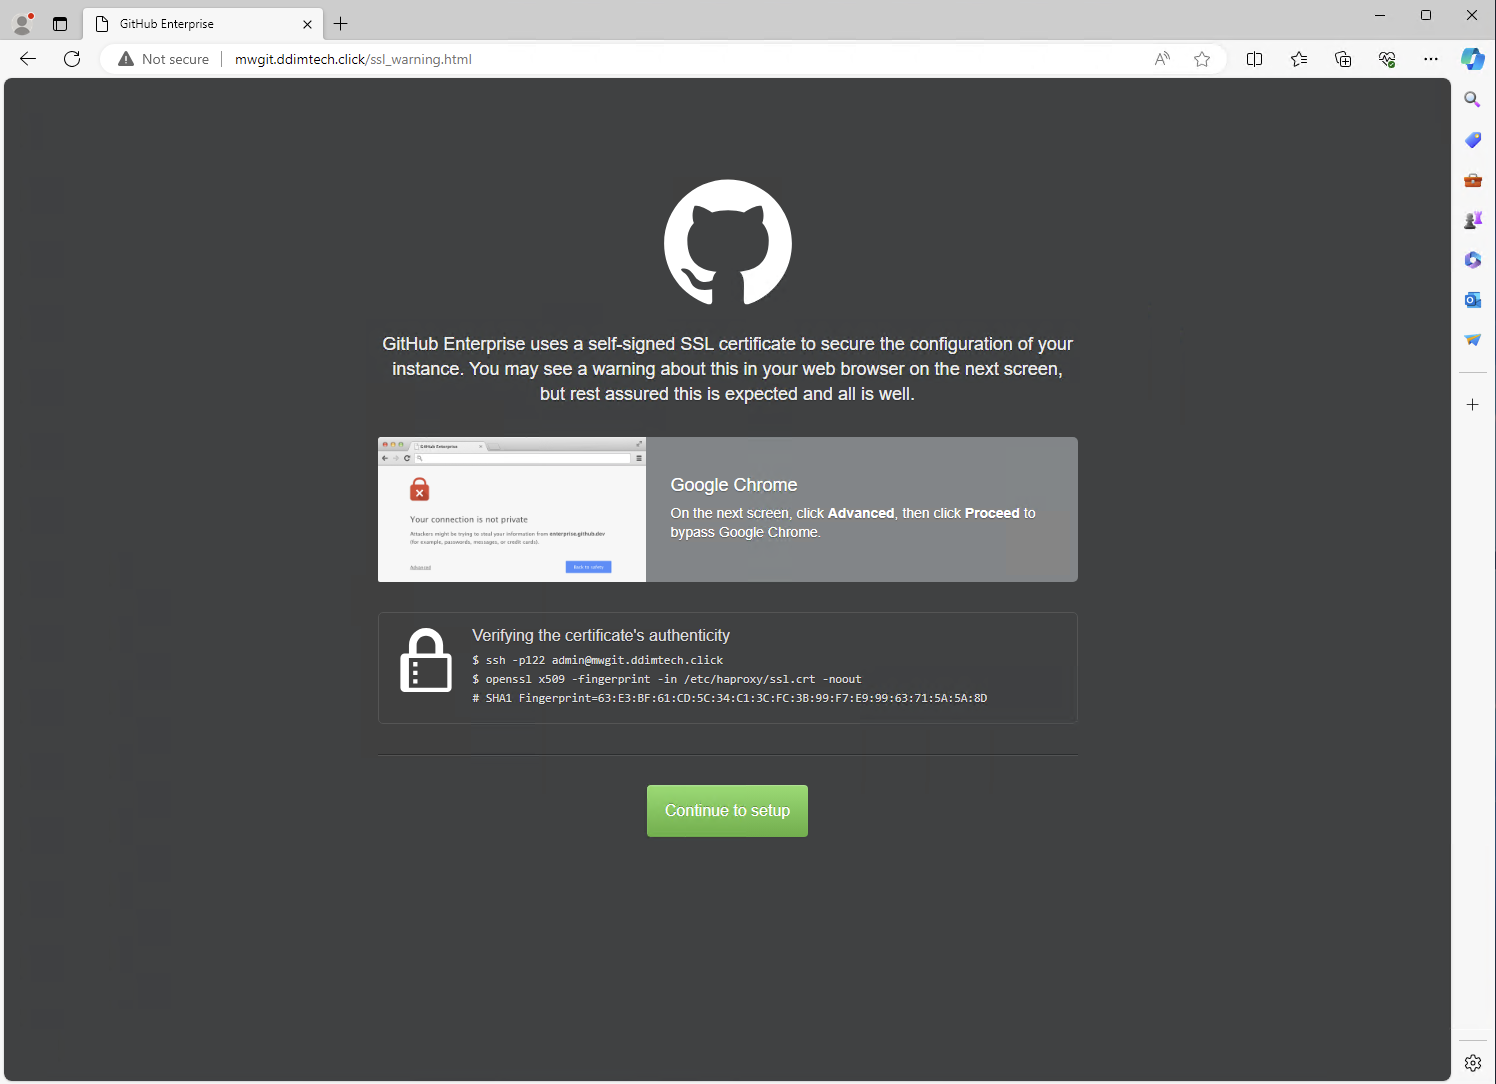 GitHub Enterprise
Not secure
mwgit.ddimtech.click/ssl_warning.html
GitHub Enterprise uses a self-signed SSL certificate to secure the configuration of your
instance. You may see a warning about this in your web browser on the next screen,
but rest assured this is expected and all is well.
GitHub Enterprise
Your connection is not private
Attackers might be trying to steal your information from enterprise.github.dev
(for example, passwords, messages, or credit cards).
Advanced
Back to safety
Google Chrome
On the next screen, click Advanced, then click Proceed to
bypass Google Chrome.
Verifying the certificate's authenticity
$ ssh -p122 admin@mwgit.ddimtech.click
$ openssl x509 -fingerprint -in /etc/haproxy/ssl.crt -noout
# SHA1 Fingerprint=63:E3:BF:61:CD:5C:34:C1:3C:FC:3B:99:F7:E9:99:63:71:5A:5A:8D
Continue to setup